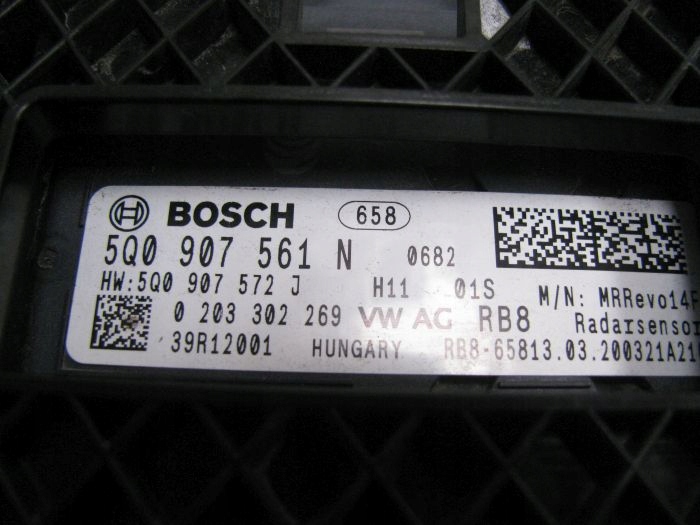 BOSCH 658
5Q0 907 561 N 0682
HW:5Q0 907 572 J H11 01S M/N: MRRevo14F
0 203 302 269 VW AG RB8 Radarsensor
39R12001 HUNGARY RB8-65813.03.200321A21